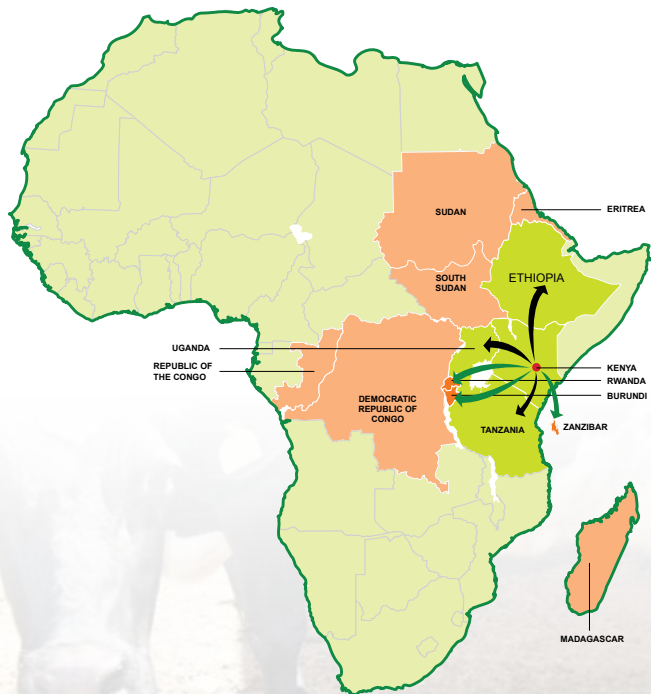 SUDAN
ERITREA
SOUTH
SUDAN
ETHIOPIA
UGANDA
REPUBLIC OF
THE CONGO
KENYA
RWANDA
BURUNDI
DEMOCRATIC
REPUBLIC OF
CONGO
TANZANIA
ZANZIBAR
MADAGASCAR